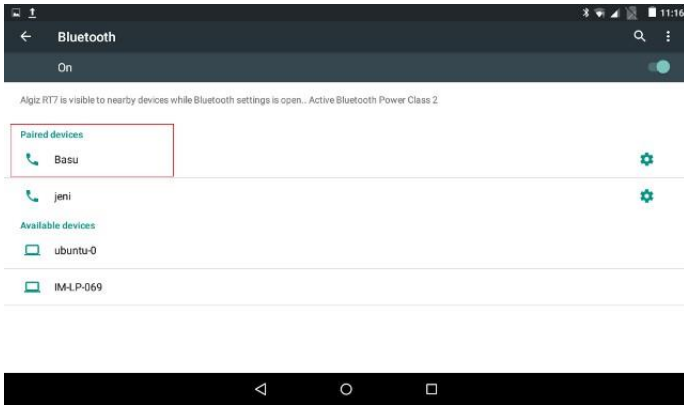 11:16
Bluetooth
On
Algiz RT7 is visible to nearby devices while Bluetooth settings is open.. Active Bluetooth Power Class 2
Paired devices
Basu
jeni
Available devices
ubuntu-0
IM-LP-069